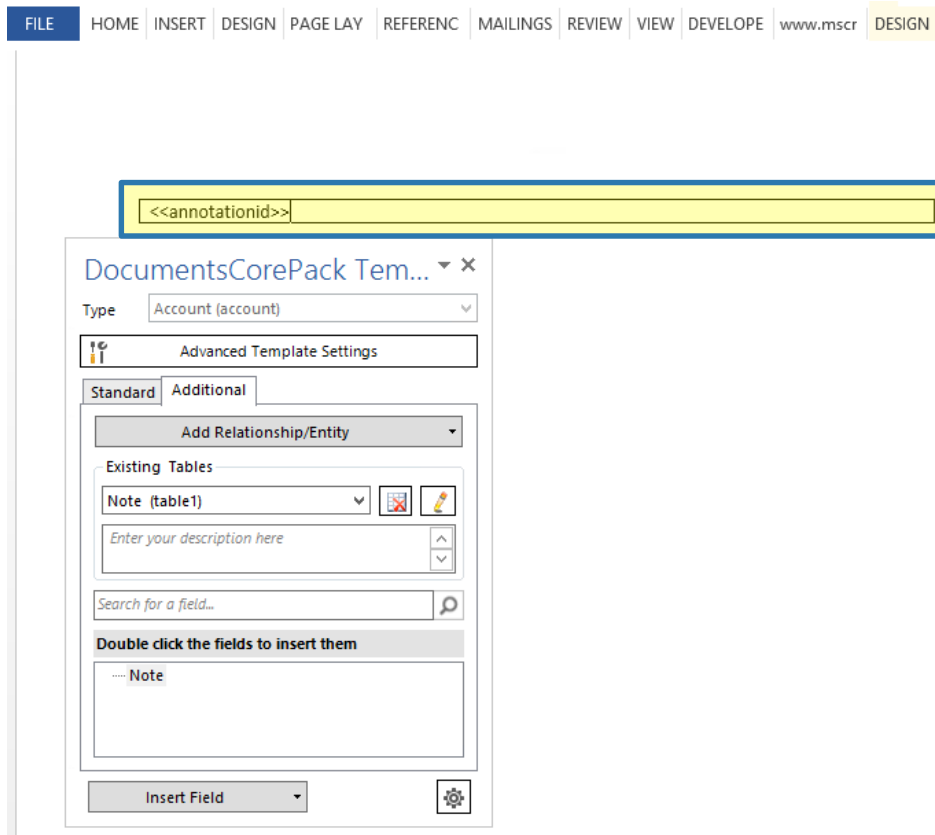 FILE HOME INSERT DESIGN PAGE LAY REFERENC MAILINGS REVIEW VIEW DEVELOPE www.mscr DESIGN
<<annotationid>>
DocumentsCorePack Tem...
Type Account (account)
Advanced Template Settings
Standard Additional
Add Relationship/Entity
Existing Tables
Note (table1)
Enter your description here
Search for a field...
Double click the fields to insert them
Note
Insert Field